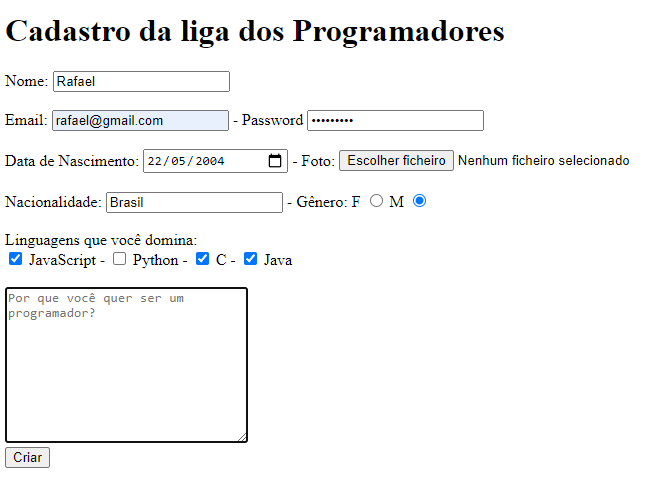 Cadastro da liga dos Programadores
Nome: Rafael
Email: rafael@gmail.com - Password •••••••••
Data de Nascimento: 22/05/2004 - Foto: Escolher ficheiro Nenhum ficheiro selecionado
Nacionalidade: Brasil - Gênero: F M
Linguagens que você domina:
JavaScript - Python - C - Java
Por que você quer ser um
programador?
Criar